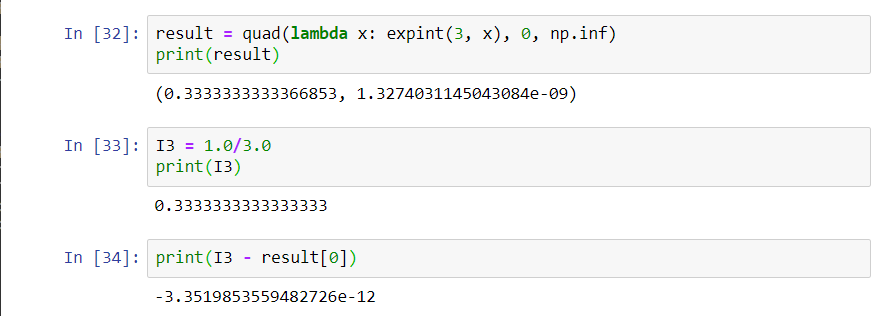 In [32]: result = quad(lambda x: expint(3, x), 0, np.inf)
print(result)
(0.3333333333366853, 1.3274031145043084e-09)
In [33]: I3 = 1.0/3.0
print(I3)
0.3333333333333333
In [34]: print(I3 - result[0])
-3.3519853559482726e-12